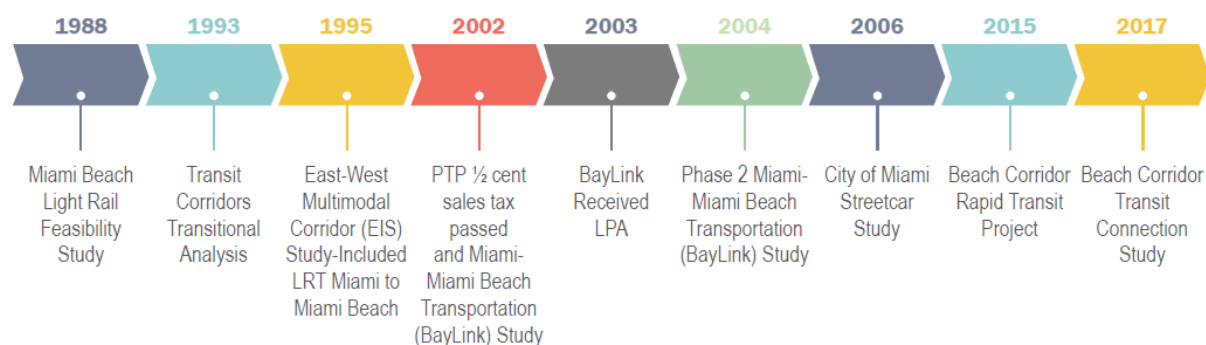 1988
Miami Beach
Light Rail
Feasibility
Study
1993
Transit
Corridors
Transitional
Analysis
1995
East-West
Multimodal
Corridor (EIS)
Study-Included
LRT Miami to
Miami Beach
2002
PTP ½ cent
sales tax
passed
and Miami-
Miami Beach
Transportation
(BayLink) Study
2003
BayLink
Received
LPA
2004
Phase 2 Miami-
Miami Beach
Transportation
(BayLink) Study
2006
City of Miami
Streetcar
Study
2015
Beach Corridor
Rapid Transit
Project
2017
Beach Corridor
Transit
Connection
Study